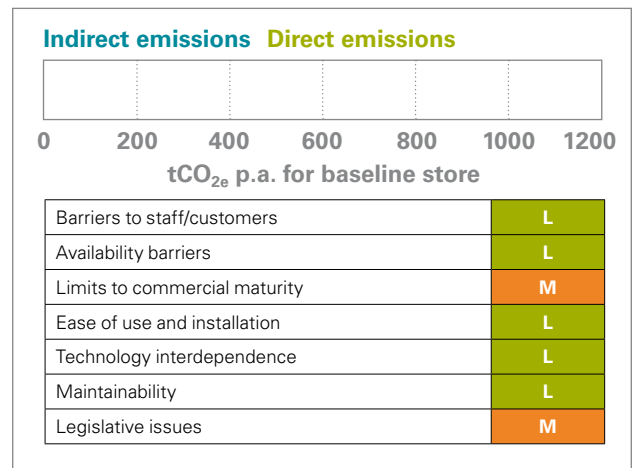 Indirect emissions Direct emissions
0 200 400 600 800 1000 1200
tCO2e p.a. for baseline store
Barriers to staff/customers L
Availability barriers L
Limits to commercial maturity M
Ease of use and installation L
Technology interdependence L
Maintainability L
Legislative issues M